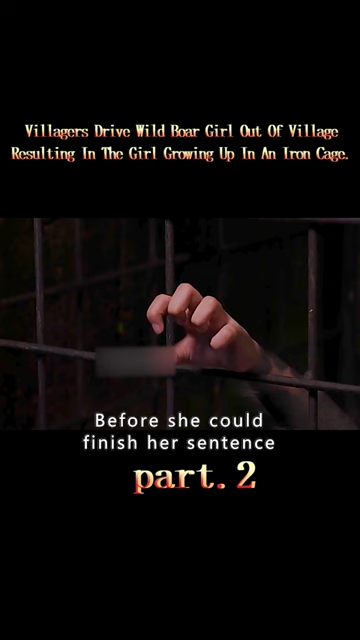 Villagers Drive Wild Boar Girl Out Of Village
Resulting In The Girl Growing Up In An Iron Cage.
Before she could
finish her sentence
part.2